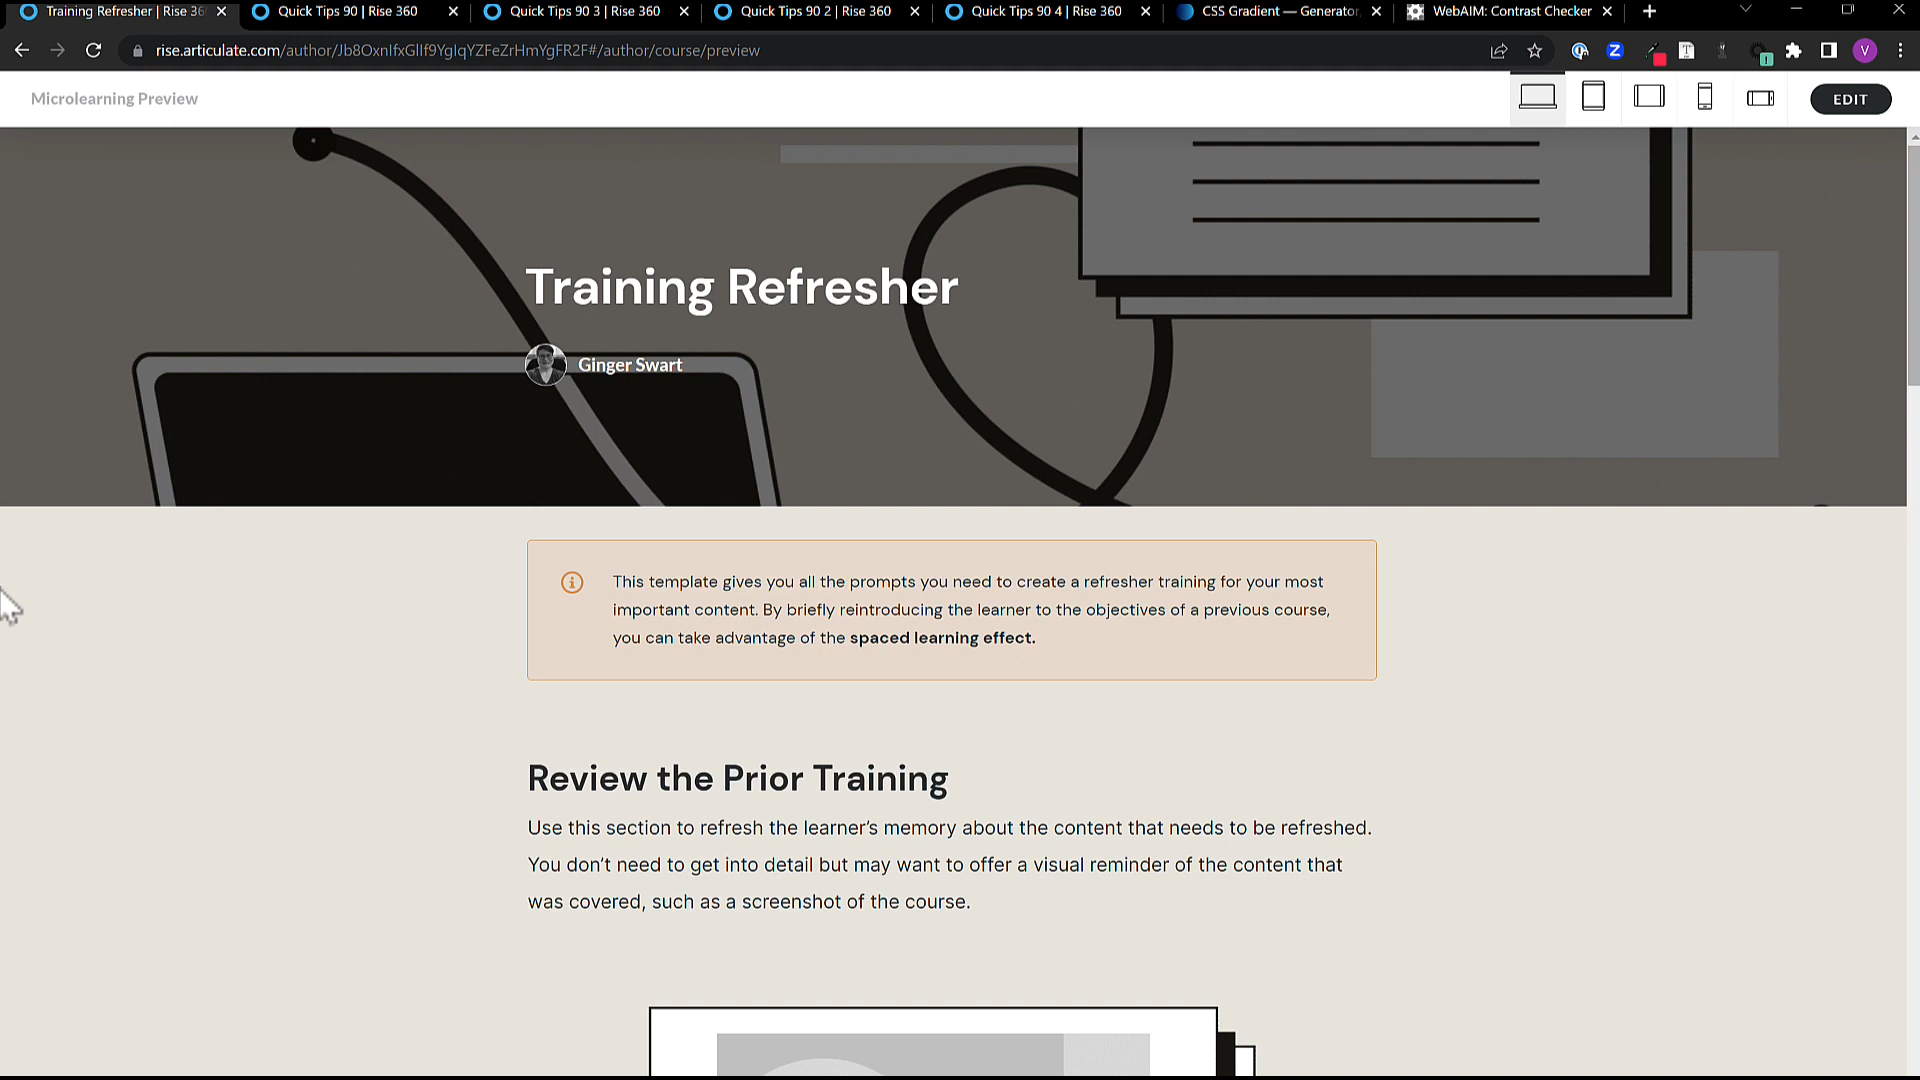 Training Refresher | Rise 36
Quick Tips 90 | Rise 360
Quick Tips 90 3 | Rise 360
Quick Tips 90 2 | Rise 360
Quick Tips 90 4 | Rise 360
CSS Gradient — Generator,
WebAIM: Contrast Checker
rise.articulate.com/author/Jb8OxnIfxGlIf9YgIqYZFeZrHmYgFR2F#/author/course/preview
Z
T
V
Microlearning Preview
EDIT
Training Refresher
Ginger Swart
This template gives you all the prompts you need to create a refresher training for your most
important content. By briefly reintroducing the learner to the objectives of a previous course,
you can take advantage of the spaced learning effect.
Review the Prior Training
Use this section to refresh the learner’s memory about the content that needs to be refreshed.
You don’t need to get into detail but may want to offer a visual reminder of the content that
was covered, such as a screenshot of the course.